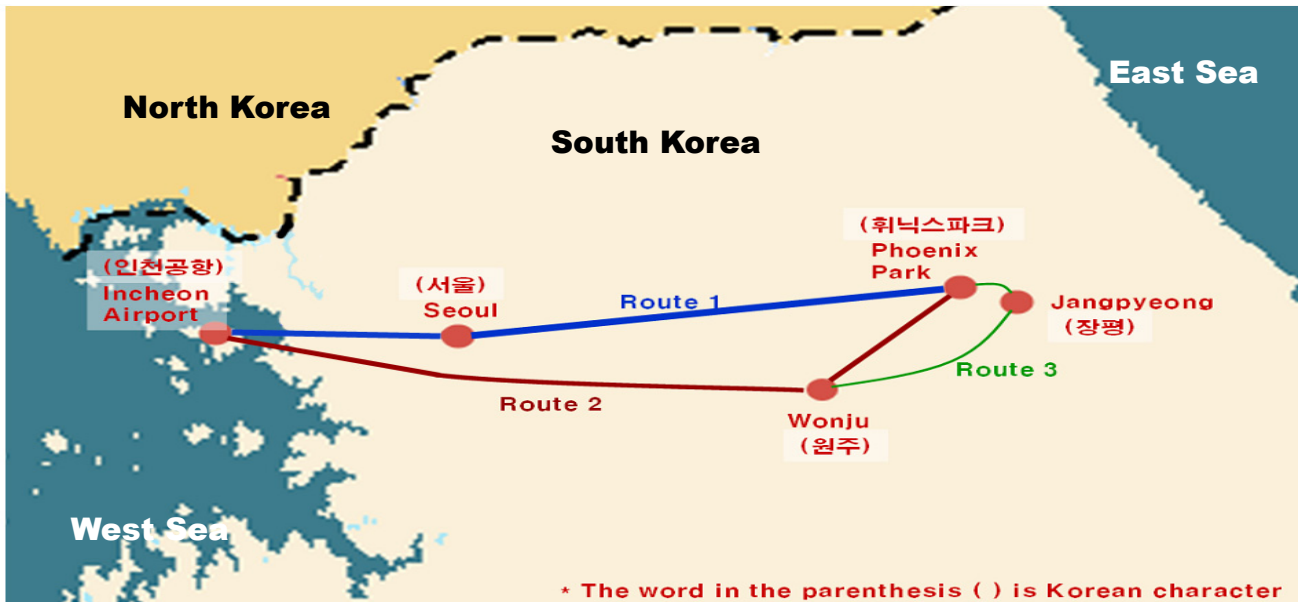 East Sea
North Korea
South Korea
(휘닉스파크)
Phoenix
Park
(인천공항)
Incheon
Airport
(서울)
Seoul
Route 1
Jangpyeong
(장평)
Route 3
Route 2
Wonju
(원주)
West Sea
* The word in the parenthesis ( ) is Korean character